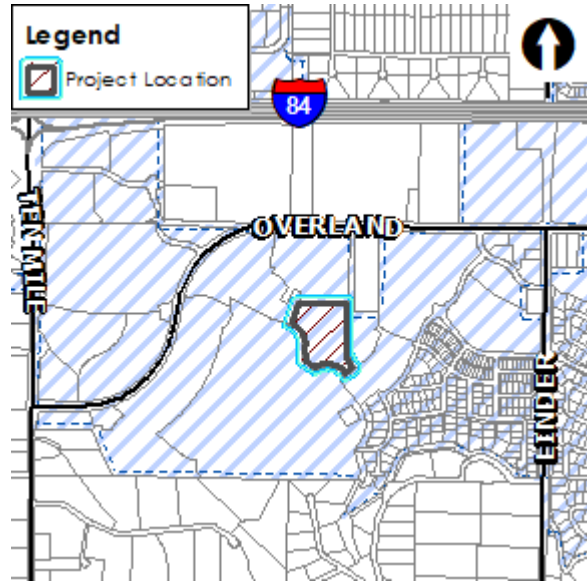 Legend
Project Location
84
OVERLAND
TEN MILE
LINDER